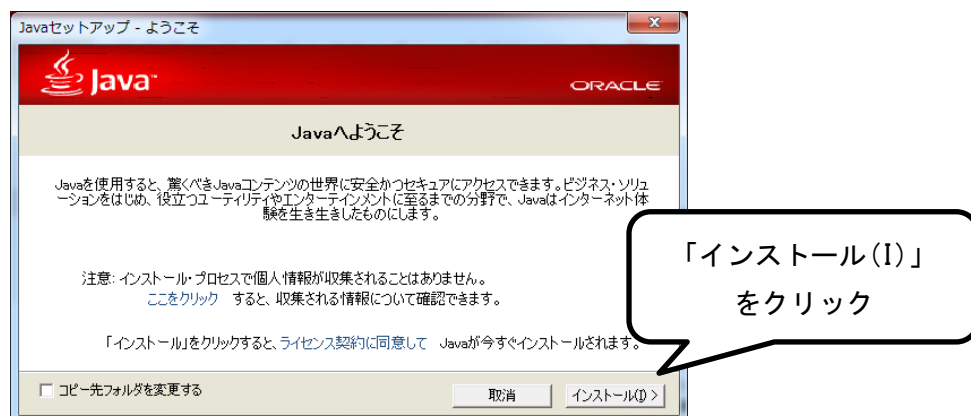 Javaセットアップ - ようこそ
Java™
ORACLE
Javaへようこそ
Javaを使用すると、驚くべきJavaコンテンツの世界に安全かつセキュアにアクセスできます。ビジネス・ソリュ
ーションをはじめ、役立つユーティリティやエンターテインメントに至るまでの分野で、Javaはインターネット体
験を生き生きしたものにします。
注意: インストール・プロセスで個人情報が収集されることはありません。
ここをクリック すると、収集される情報について確認できます。
「インストール」をクリックすると、ライセンス契約に同意して Javaが今すぐインストールされます。
コピー先フォルダを変更する
取消
インストール(I) >
「インストール(I)」
をクリック